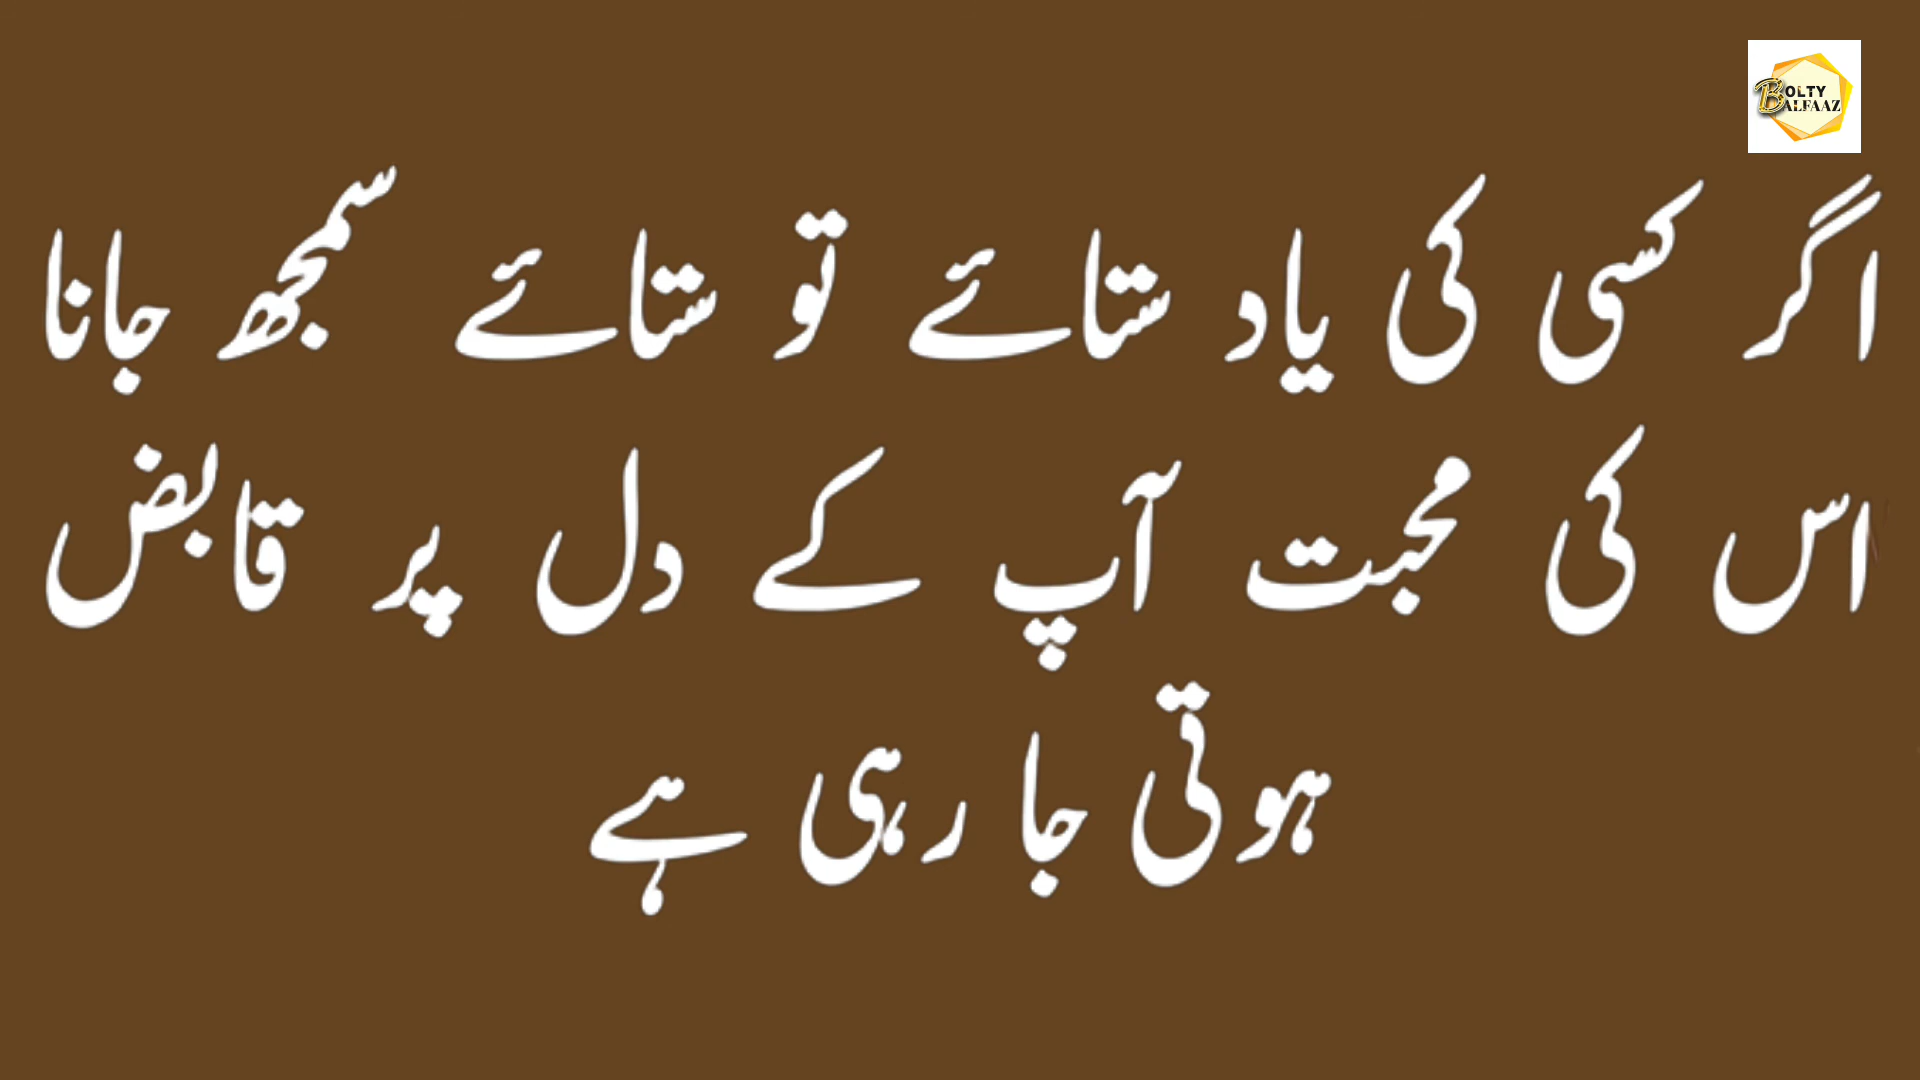 BOLTY
ALFAAZ
اگر کسی کی یاد ستائے تو ستائے سمجھ جانا
اس کی محبت آپ کے دل پر قابض
ہوتی جا رہی ہے